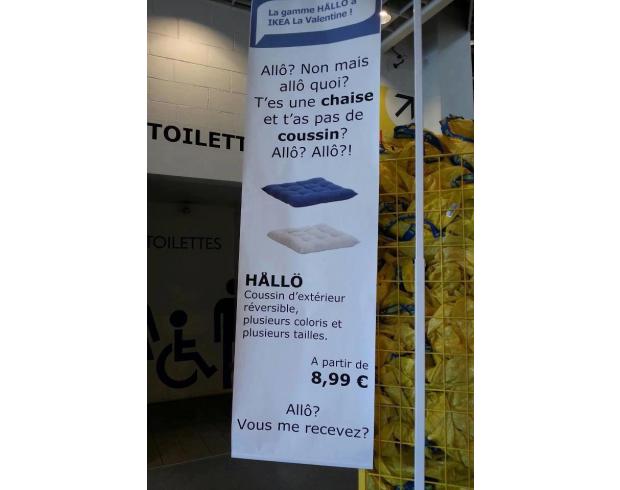 La gamme HÅLLÖ à
IKEA La Valentine !
Allô? Non mais
allô quoi?
T'es une chaise
et t'as pas de
coussin?
Allô? Allô?!
HÅLLÖ
Coussin d'extérieur
réversible,
plusieurs coloris et
plusieurs tailles.
A partir de
8,99 €
Allô?
Vous me recevez?
TOILETT
TOILETTES